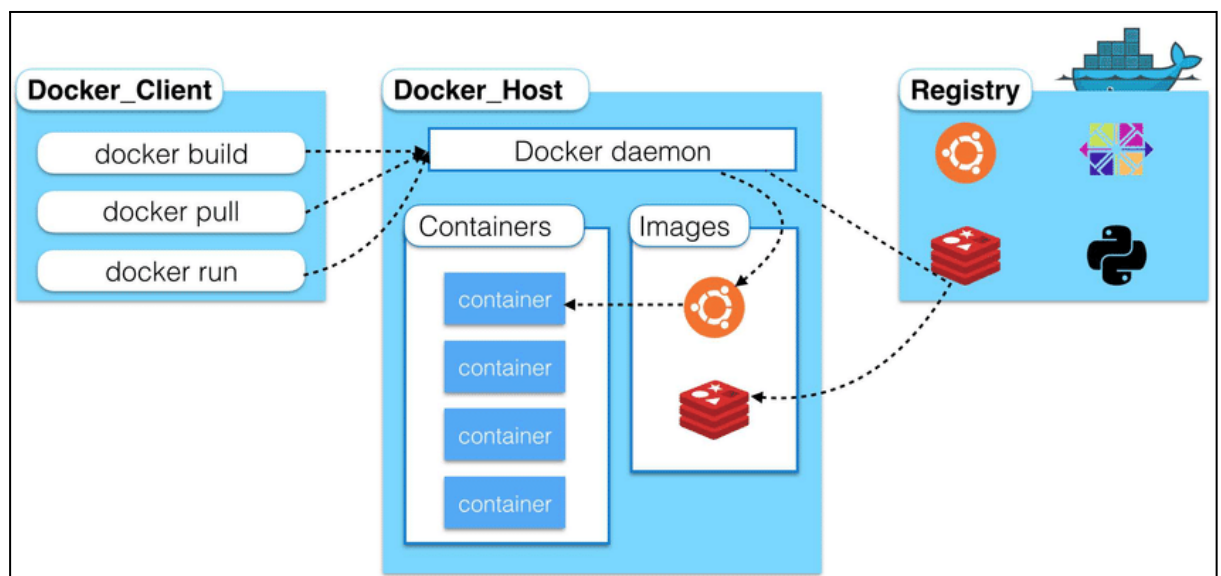 Docker_Client
docker build
docker pull
docker run
Docker_Host
Docker daemon
Containers
container
container
container
container
Images
Registry